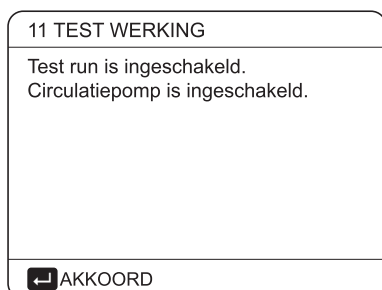 11 TEST WERKING
Test run is ingeschakeld.
Circulatiepomp is ingeschakeld.
AKKOORD